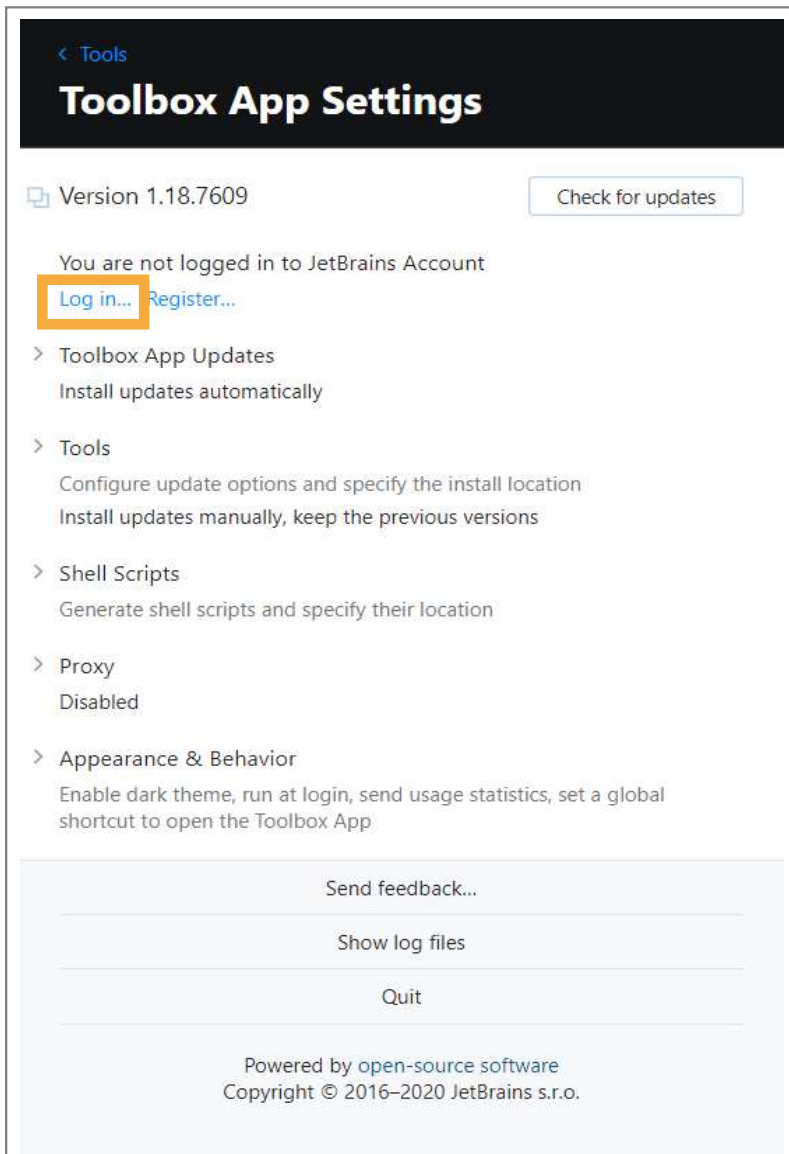 Tools
Toolbox App Settings
Version 1.18.7609
Check for updates
You are not logged in to JetBrains Account
Log in... Register...
Toolbox App Updates
Install updates automatically
Tools
Configure update options and specify the install location
Install updates manually, keep the previous versions
Shell Scripts
Generate shell scripts and specify their location
Proxy
Disabled
Appearance & Behavior
Enable dark theme, run at login, send usage statistics, set a global
shortcut to open the Toolbox App
Send feedback...
Show log files
Quit
Powered by open-source software
Copyright © 2016–2020 JetBrains s.r.o.